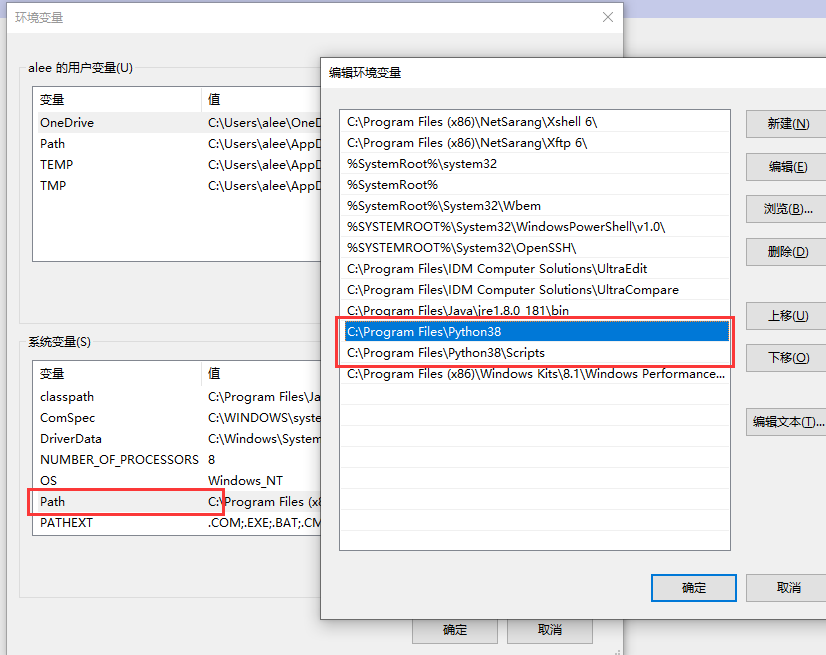 环境变量
alee 的用户变量(U)
变量 值
OneDrive C:\Users\alee\OneD
Path C:\Users\alee\AppD
TEMP C:\Users\alee\AppD
TMP C:\Users\alee\AppD
系统变量(S)
变量 值
classpath C:\Program Files\Ja
ComSpec C:\WINDOWS\syste
DriverData C:\Windows\System
NUMBER_OF_PROCESSORS 8
OS Windows_NT
Path C:\Program Files (x8
PATHEXT .COM;.EXE;.BAT;.CM
确定 取消
编辑环境变量
C:\Program Files (x86)\NetSarang\Xshell 6\
C:\Program Files (x86)\NetSarang\Xftp 6\
%SystemRoot%\system32
%SystemRoot%
%SystemRoot%\System32\Wbem
%SYSTEMROOT%\System32\WindowsPowerShell\v1.0\
%SYSTEMROOT%\System32\OpenSSH\
C:\Program Files\IDM Computer Solutions\UltraEdit
C:\Program Files\IDM Computer Solutions\UltraCompare
C:\Program Files\Java\jre1.8.0_181\bin
C:\Program Files\Python38
C:\Program Files\Python38\Scripts
C:\Program Files (x86)\Windows Kits\8.1\Windows Performance...
新建(N)
编辑(E)
浏览(B)...
删除(D)
上移(U)
下移(O)
编辑文本(T)...
确定 取消